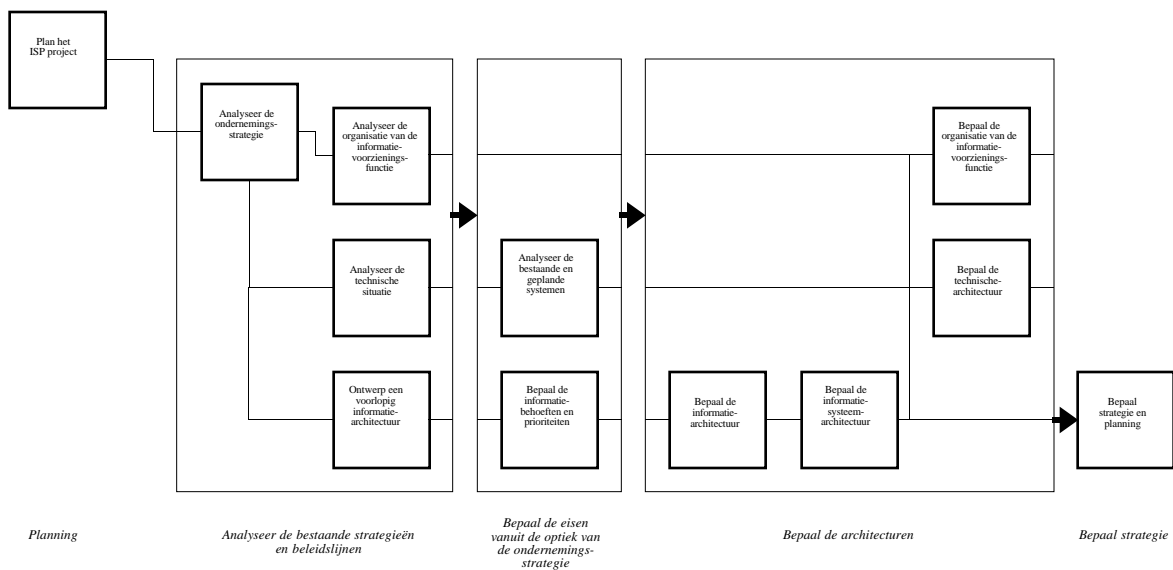 Plan het
ISP project
Analyseer de
ondernemings-
strategie
Analyseer de
organisatie van de
informatie-
voorzienings-
functie
Analyseer de
technische
situatie
Ontwerp een
voorlopig
informatie-
architectuur
Analyseer de
bestaande en
geplande
systemen
Bepaal de
informatie-
behoeften en
prioriteiten
Bepaal de
informatie-
architectuur
Bepaal de
informatie-
systeem-
architectuur
Bepaal de
organisatie van de
informatie-
voorzienings-
functie
Bepaal de
technische-
architectuur
Bepaal
strategie en
planning
Planning
Analyseer de bestaande strategieën
en beleidslijnen
Bepaal de eisen
vanuit de optiek van
de ondernemings-
strategie
Bepaal de architecturen
Bepaal strategie